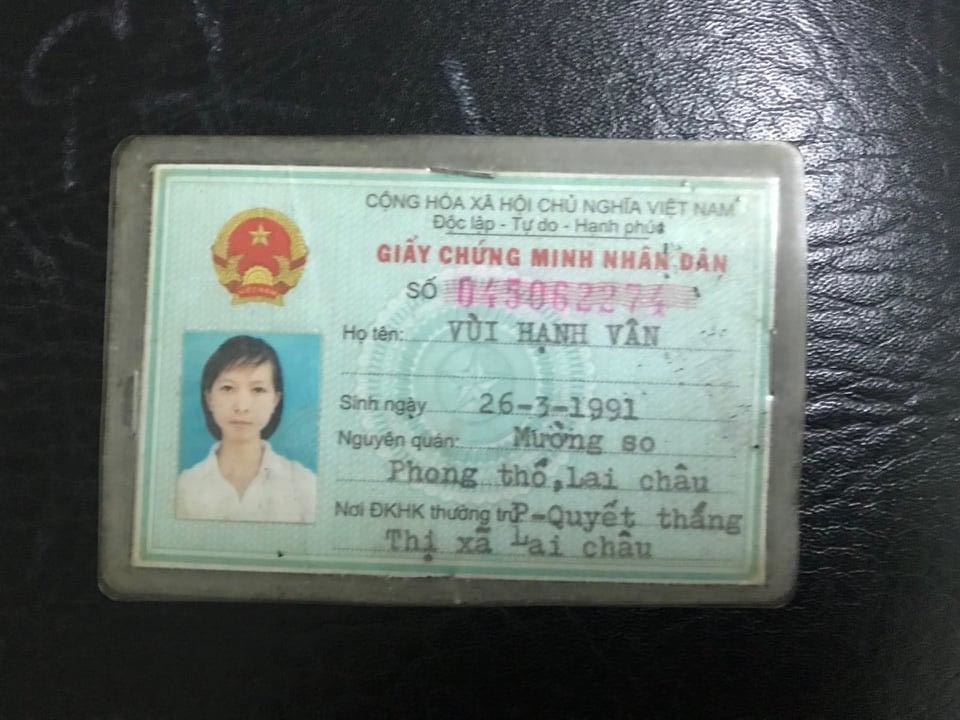 CỘNG HÒA XÃ HỘI CHỦ NGHĨA VIỆT NAM
Độc lập - Tự do - Hạnh phúc
GIẤY CHỨNG MINH NHÂN DÂN
SỐ 045062274
Họ tên: VÙI HẠNH VÂN
Sinh ngày 26-3-1991
Nguyên quán: Mường so
Phong thổ, Lai châu
Nơi ĐKHK thường trú P-Quyết thắng
Thị xã Lai châu